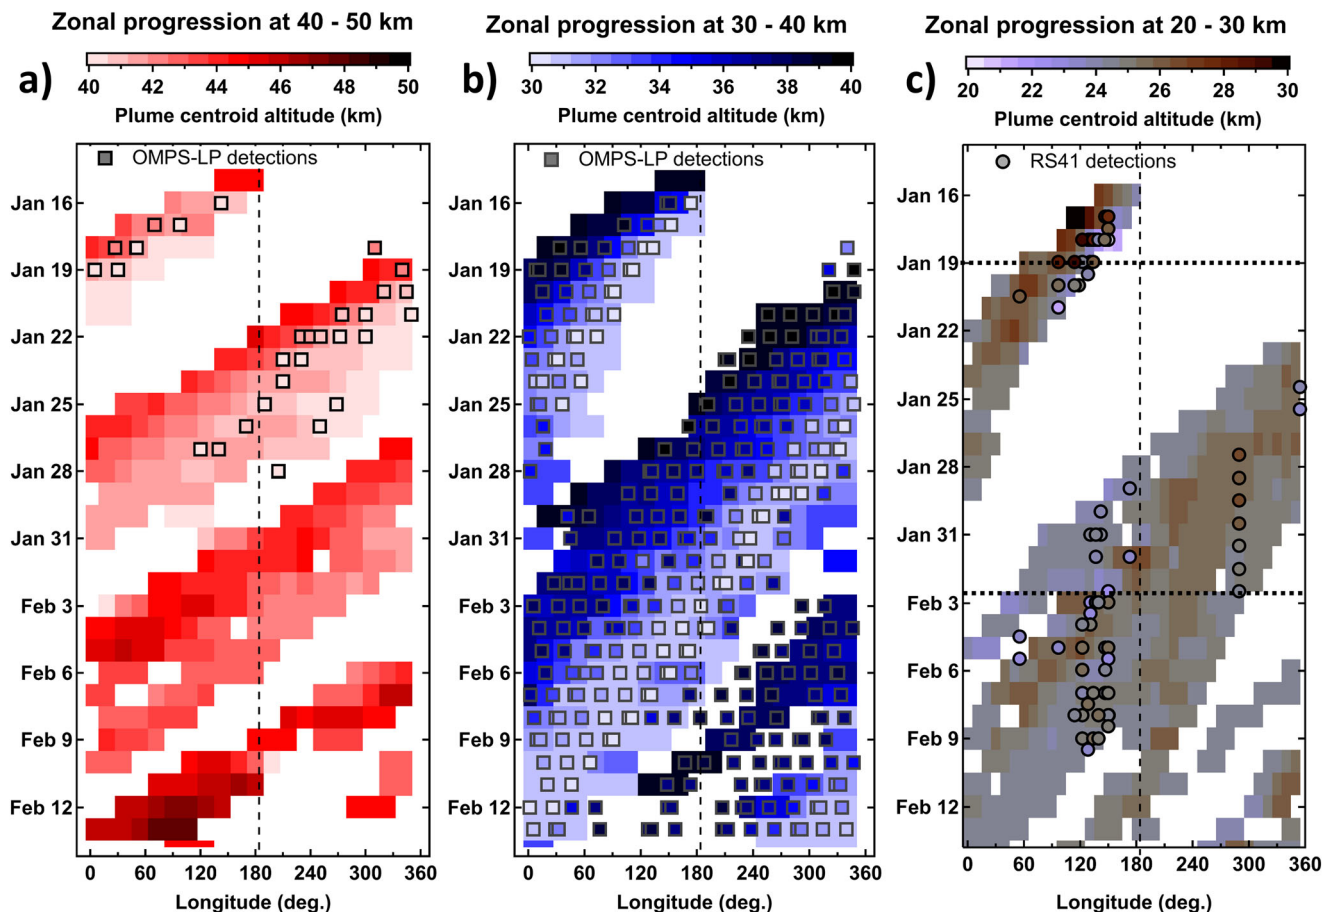 Zonal progression at 40 - 50 km
a)
40 42 44 46 48 50
Plume centroid altitude (km)
OMPS-LP detections
Jan 16
Jan 19
Jan 22
Jan 25
Jan 28
Jan 31
Feb 3
Feb 6
Feb 9
Feb 12
0 60 120 180 240 300 360
Longitude (deg.)
Zonal progression at 30 - 40 km
b)
30 32 34 36 38 40
Plume centroid altitude (km)
OMPS-LP detections
Jan 16
Jan 19
Jan 22
Jan 25
Jan 28
Jan 31
Feb 3
Feb 6
Feb 9
Feb 12
0 60 120 180 240 300 360
Longitude (deg.)
Zonal progression at 20 - 30 km
c)
20 22 24 26 28 30
Plume centroid altitude (km)
RS41 detections
Jan 16
Jan 19
Jan 22
Jan 25
Jan 28
Jan 31
Feb 3
Feb 6
Feb 9
Feb 12
0 60 120 180 240 300 360
Longitude (deg.)